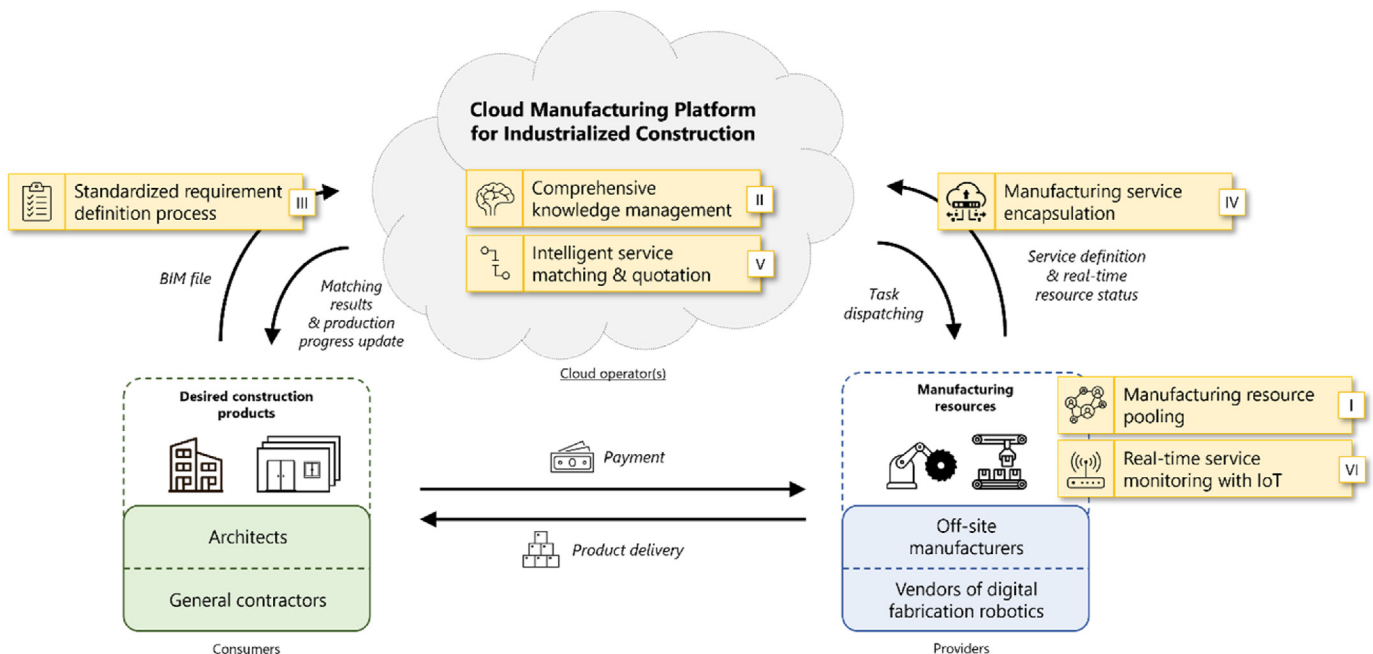 Cloud Manufacturing Platform
for Industrialized Construction
Standardized requirement
definition process
III
Comprehensive
knowledge management
II
Manufacturing service
encapsulation
IV
Intelligent service
matching & quotation
V
BIM file
Matching
results
& production
progress update
Task
dispatching
Service definition
& real-time
resource status
Cloud operator(s)
Desired construction
products
Manufacturing
resources
Manufacturing resource
pooling
I
Real-time service
monitoring with IoT
VI
Payment
Product delivery
Architects
General contractors
Consumers
Off-site
manufacturers
Vendors of digital
fabrication robotics
Providers